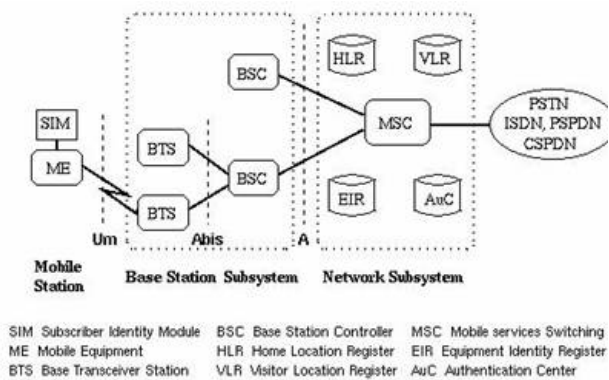 HLR
VLR
BSC
PSTN
ISDN, PSPDN
CSPDN
MSC
SIM
ME
BTS
BSC
BTS
EIR
AuC
Um
Abis
A
Mobile
Station
Base Station Subsystem
Network Subsystem
SIM Subscriber Identity Module
BSC Base Station Controller
MSC Mobile services Switching
ME Mobile Equipment
HLR Home Location Register
EIR Equipment Identity Register
BTS Base Transceiver Station
VLR Visitor Location Register
AuC Authentication Center